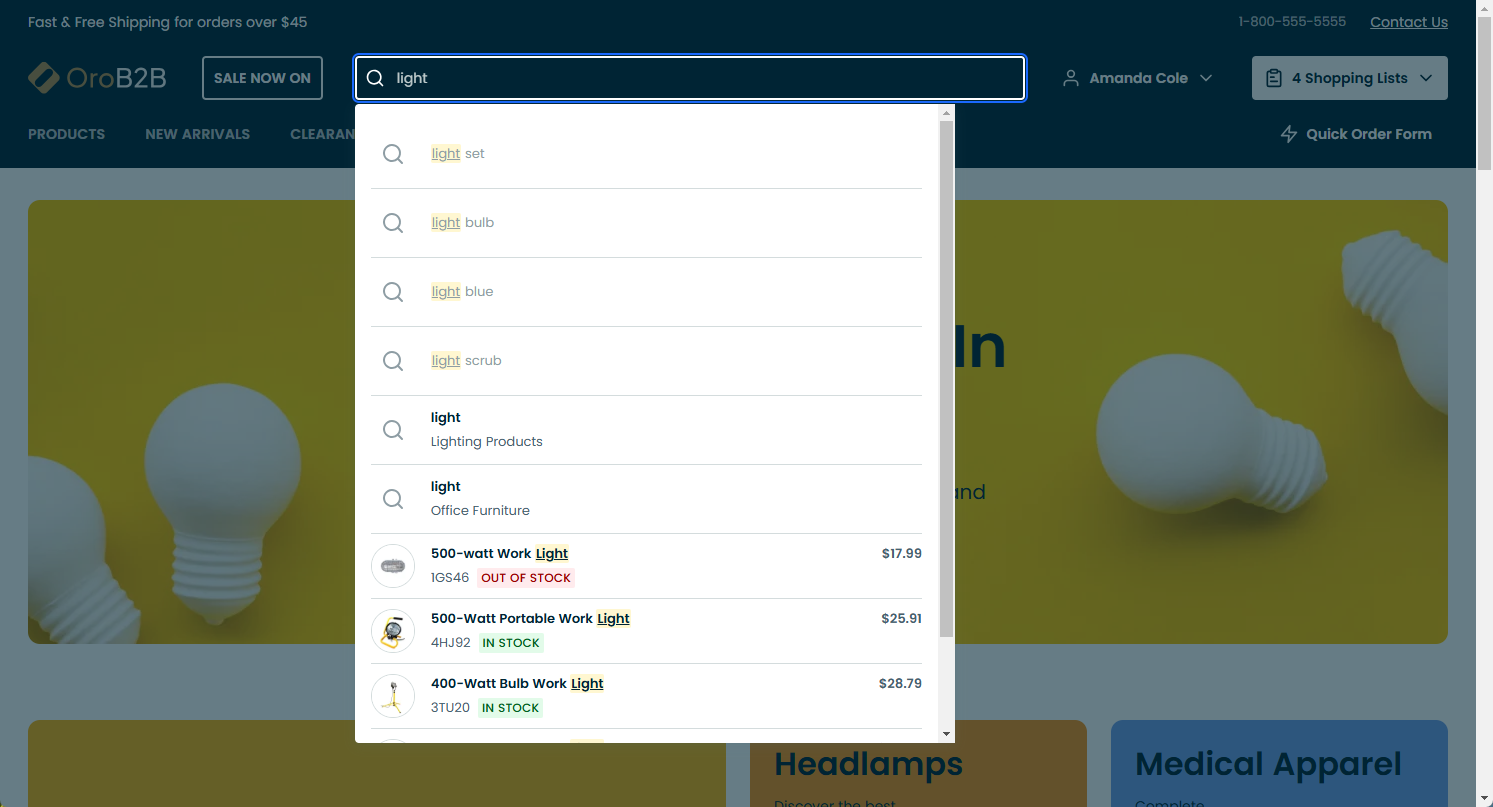 Fast & Free Shipping for orders over $45
1-800-555-5555 Contact Us
OroB2B SALE NOW ON light Amanda Cole 4 Shopping Lists
PRODUCTS NEW ARRIVALS Quick Order Form
light set
light bulb
light blue
light scrub
light
Lighting Products
light
Office Furniture
500-watt Work Light $17.99
1GS46 OUT OF STOCK
500-Watt Portable Work Light $25.91
4HJ92 IN STOCK
400-Watt Bulb Work Light $28.79
3TU20 IN STOCK
In
and
Headlamps
Discover the best
Medical Apparel
Complete